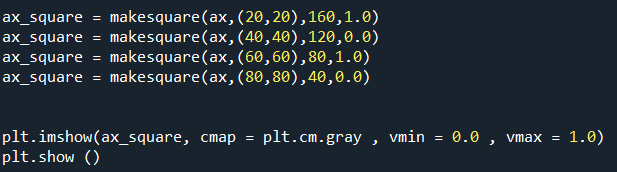 ax_square = makesquare(ax,(20,20),160,1.0)
ax_square = makesquare(ax,(40,40),120,0.0)
ax_square = makesquare(ax,(60,60),80,1.0)
ax_square = makesquare(ax,(80,80),40,0.0)
plt.imshow(ax_square, cmap = plt.cm.gray , vmin = 0.0 , vmax = 1.0)
plt.show ()